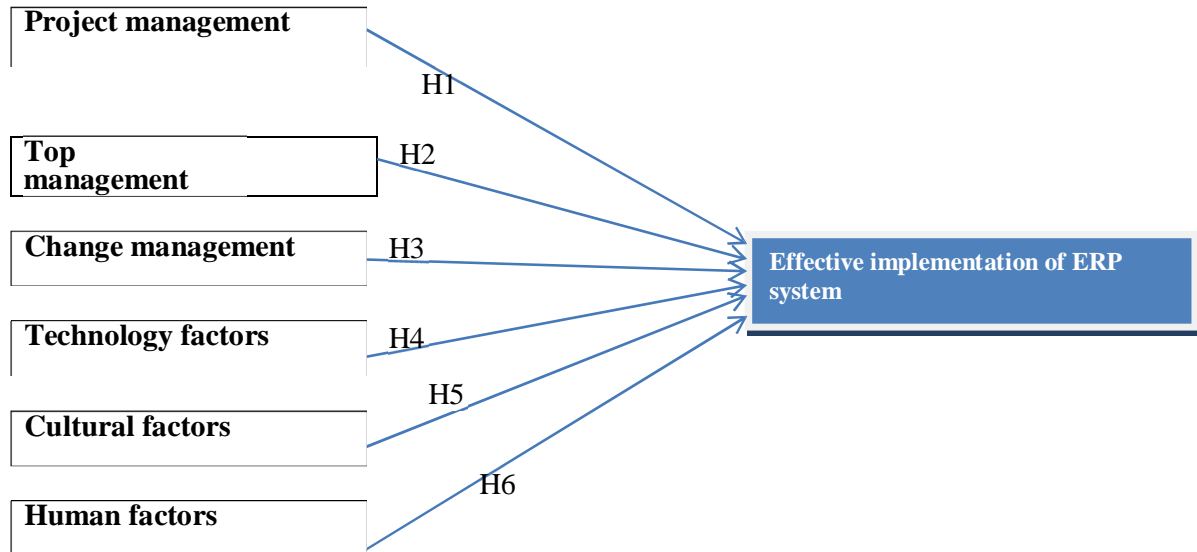 Project management
H1
Top
management
H2
Change management
H3
Technology factors
H4
Cultural factors
H5
Human factors
H6
Effective implementation of ERP
system